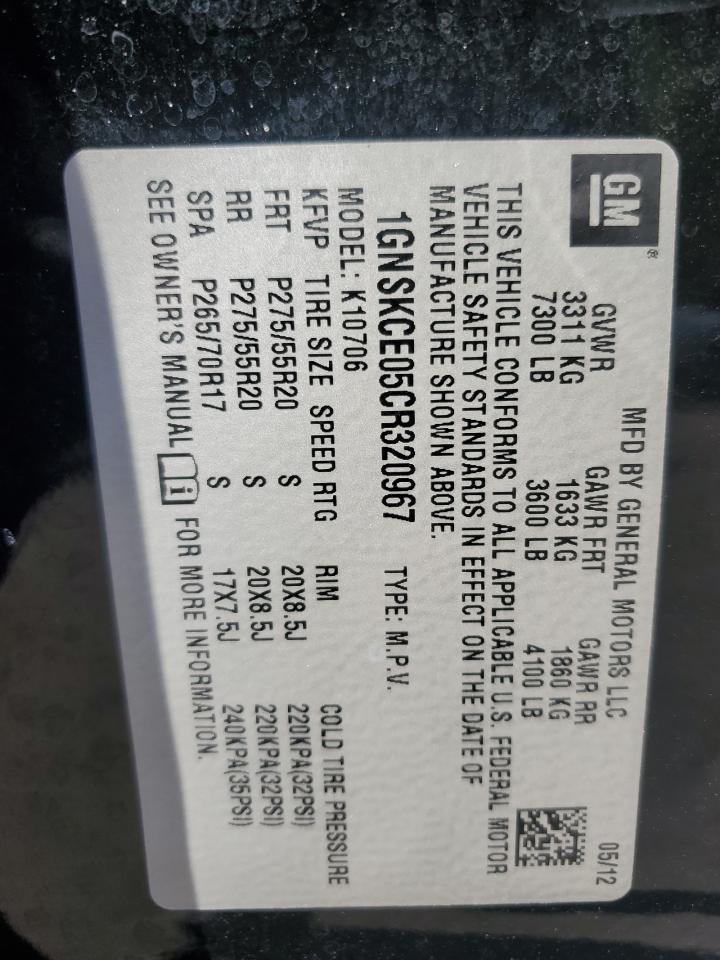 MFD BY GENERAL MOTORS LLC 05/12
GM®
GVWR GAWR FRT GAWR RR
3311 KG 1633 KG 1860 KG
7300 LB 3600 LB 4100 LB
THIS VEHICLE CONFORMS TO ALL APPLICABLE U.S. FEDERAL MOTOR
VEHICLE SAFETY STANDARDS IN EFFECT ON THE DATE OF
MANUFACTURE SHOWN ABOVE.
1GNSKCE05CR320967 TYPE: M.P.V.
MODEL: K10706
KFVP TIRE SIZE SPEED RTG RIM COLD TIRE PRESSURE
FRT P275/55R20 S 20X8.5J 220KPA(32PSI)
RR P275/55R20 S 20X8.5J 220KPA(32PSI)
SPA P265/70R17 S 17X7.5J 240KPA(35PSI)
SEE OWNER'S MANUAL i FOR MORE INFORMATION.